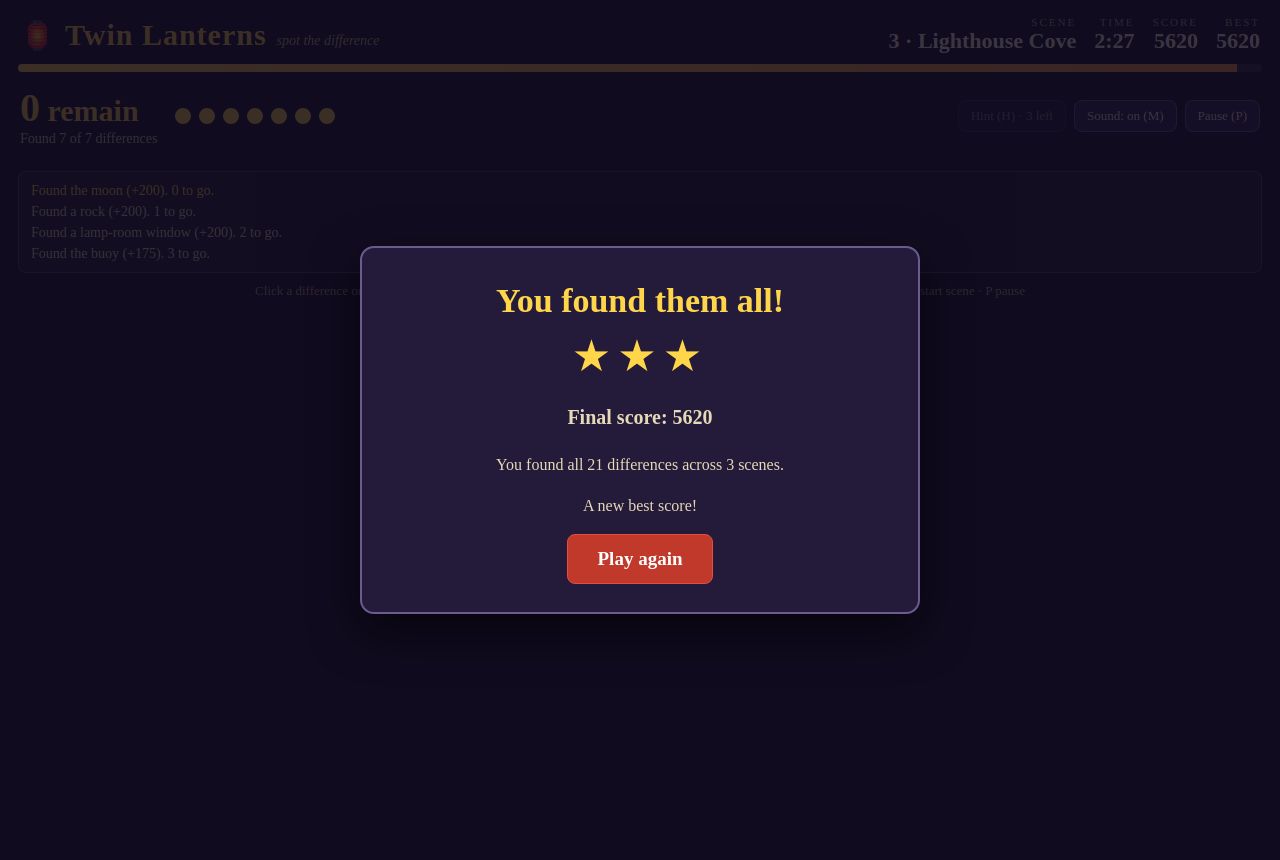 Twin Lanterns spot the difference
SCENE TIME SCORE BEST
3 · Lighthouse Cove 2:27 5620 5620
0 remain
Found 7 of 7 differences
Hint (H) · 3 left
Sound: on (M)
Pause (P)
Found the moon (+200). 0 to go.
Found a rock (+200). 1 to go.
Found a lamp-room window (+200). 2 to go.
Found the buoy (+175). 3 to go.
Click a difference
scene · P pause
You found them all!
★★★
Final score: 5620
You found all 21 differences across 3 scenes.
A new best score!
Play again